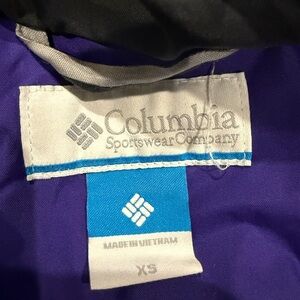 Columbia
Sportswear Company
MADE IN VIETNAM
XS